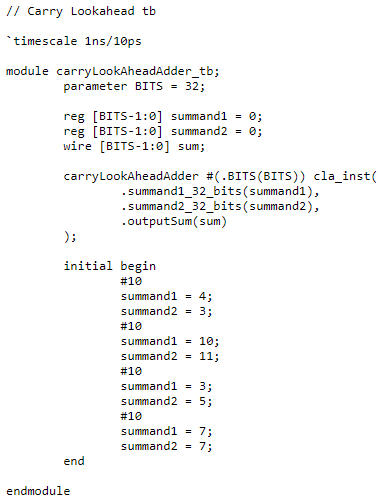 // Carry Lookahead tb
`timescale 1ns/10ps
module carryLookAheadAdder_tb;
parameter BITS = 32;
reg [BITS-1:0] summand1 = 0;
reg [BITS-1:0] summand2 = 0;
wire [BITS-1:0] sum;
carryLookAheadAdder #(.BITS(BITS)) cla_inst(
.summand1_32_bits(summand1),
.summand2_32_bits(summand2),
.outputSum(sum)
);
initial begin
#10
summand1 = 4;
summand2 = 3;
#10
summand1 = 10;
summand2 = 11;
#10
summand1 = 3;
summand2 = 5;
#10
summand1 = 7;
summand2 = 7;
end
endmodule